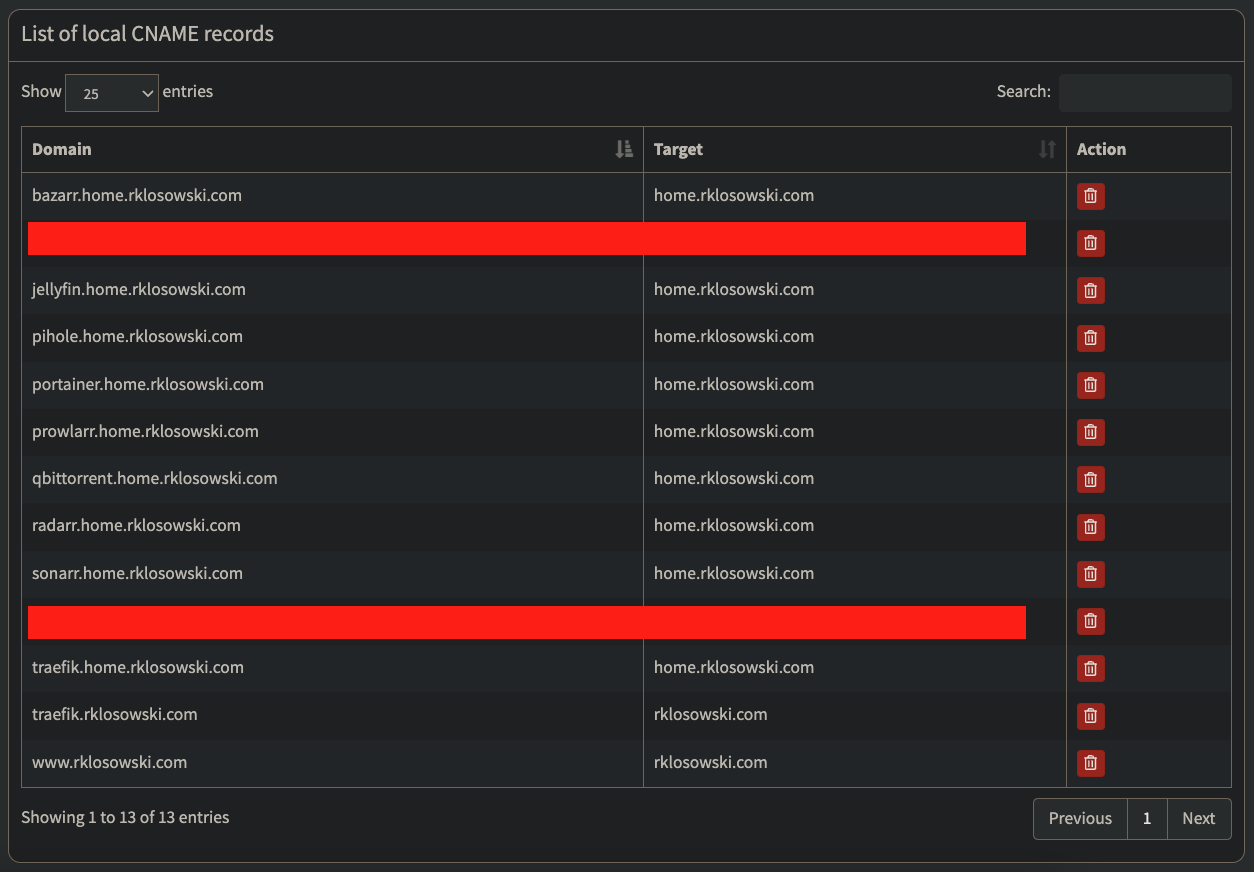 List of local CNAME records
Show 25 entries Search:
Domain Target Action
bazarr.home.rklosowski.com home.rklosowski.com
jellyfin.home.rklosowski.com home.rklosowski.com
pihole.home.rklosowski.com home.rklosowski.com
portainer.home.rklosowski.com home.rklosowski.com
prowlarr.home.rklosowski.com home.rklosowski.com
qbittorrent.home.rklosowski.com home.rklosowski.com
radarr.home.rklosowski.com home.rklosowski.com
sonarr.home.rklosowski.com home.rklosowski.com
traefik.home.rklosowski.com home.rklosowski.com
traefik.rklosowski.com rklosowski.com
www.rklosowski.com rklosowski.com
Showing 1 to 13 of 13 entries Previous 1 Next